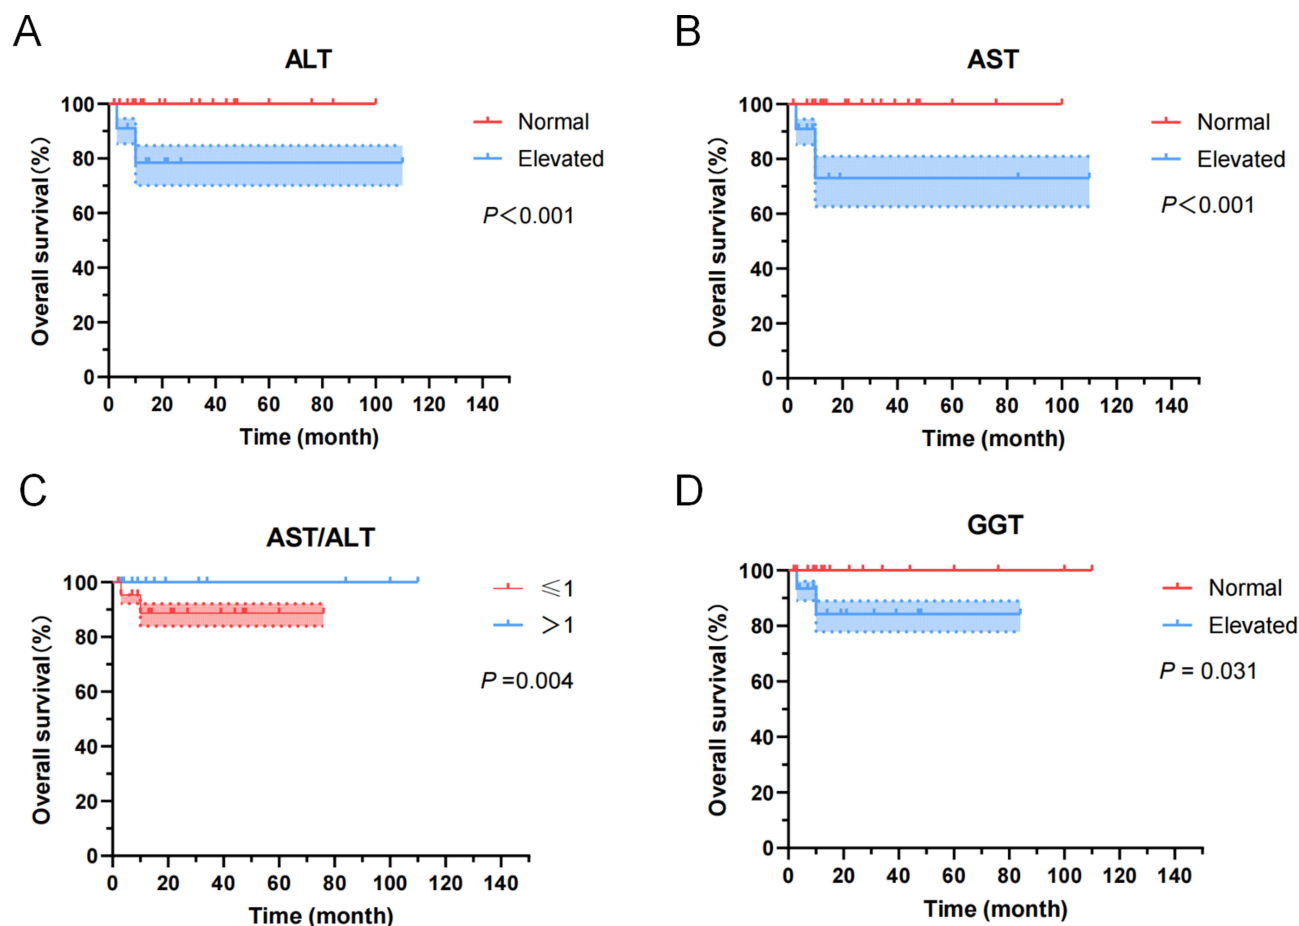 A
ALT
Overall survival(%)
100
80
60
40
20
0
0 20 40 60 80 100 120 140
Time (month)
Normal
Elevated
P<0.001
B
AST
Overall survival(%)
100
80
60
40
20
0
0 20 40 60 80 100 120 140
Time (month)
Normal
Elevated
P<0.001
C
AST/ALT
Overall survival(%)
100
80
60
40
20
0
0 20 40 60 80 100 120 140
Time (month)
⩽1
>1
P=0.004
D
GGT
Overall survival(%)
100
80
60
40
20
0
0 20 40 60 80 100 120 140
Time (month)
Normal
Elevated
P = 0.031